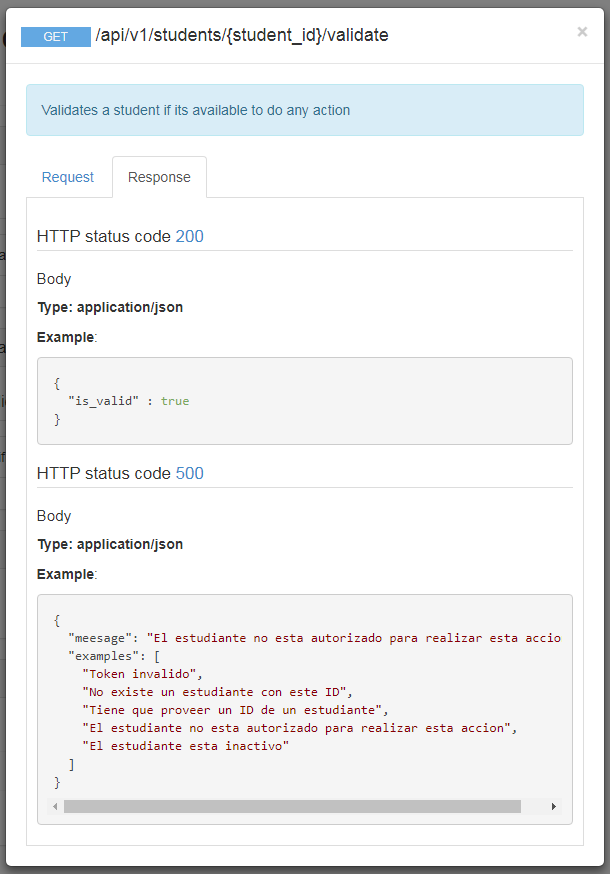 GET /api/v1/students/{student_id}/validate ×
Validates a student if its available to do any action
Request Response
HTTP status code 200
Body
Type: application/json
Example:
{
"is_valid" : true
}
HTTP status code 500
Body
Type: application/json
Example:
{
"meesage": "El estudiante no esta autorizado para realizar esta accio
"examples": [
"Token invalido",
"No existe un estudiante con este ID",
"Tiene que proveer un ID de un estudiante",
"El estudiante no esta autorizado para realizar esta accion",
"El estudiante esta inactivo"
]
}